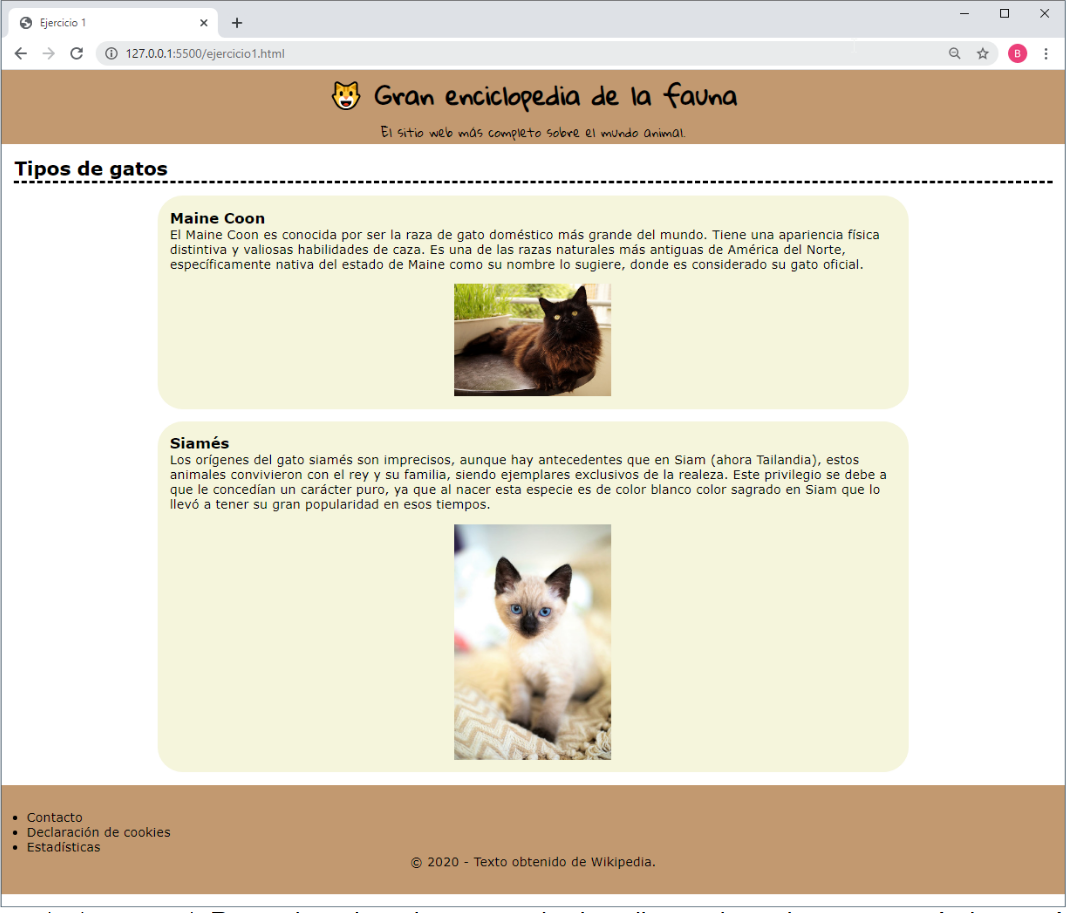 Ejercicio 1
127.0.0.1:5500/ejercicio1.html
B
Gran enciclopedia de la fauna
El sitio web más completo sobre el mundo animal.
Tipos de gatos
Maine Coon
El Maine Coon es conocida por ser la raza de gato doméstico más grande del mundo. Tiene una apariencia física
distintiva y valiosas habilidades de caza. Es una de las razas naturales más antiguas de América del Norte,
específicamente nativa del estado de Maine como su nombre lo sugiere, donde es considerado su gato oficial.
Siamés
Los orígenes del gato siamés son imprecisos, aunque hay antecedentes que en Siam (ahora Tailandia), estos
animales convivieron con el rey y su familia, siendo ejemplares exclusivos de la realeza. Este privilegio se debe a
que le concedían un carácter puro, ya que al nacer esta especie es de color blanco color sagrado en Siam que lo
llevó a tener su gran popularidad en esos tiempos.
Contacto
Declaración de cookies
Estadísticas
© 2020 - Texto obtenido de Wikipedia.